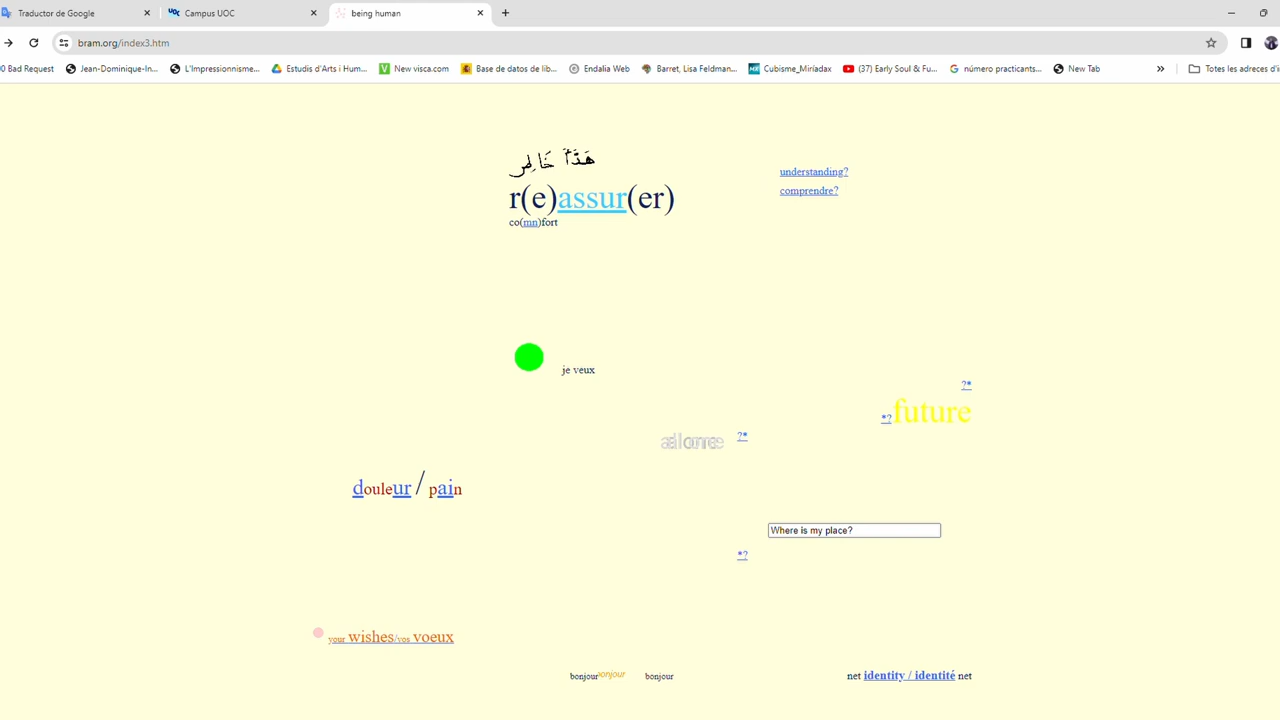 Traductor de Google
Campus UOC
being human
bram.org/index3.htm
00 Bad Request
Jean-Dominique-In...
L'Impressionnisme...
Estudis d'Arts i Hum...
New visca.com
Base de datos de lib...
Endalia Web
Barret, Lisa Feldman...
Cubisme_Miríadax
(37) Early Soul & Fu...
número practicants...
New Tab
»
Totes les adreces d'i
understanding?
comprendre?
r(e)assur(er)
co(mn)fort
je veux
?*
*?future
?*
douleur / pain
Where is my place?
*?
your wishes/vos voeux
bonjour
bonjour
bonjour
net identity / identité net